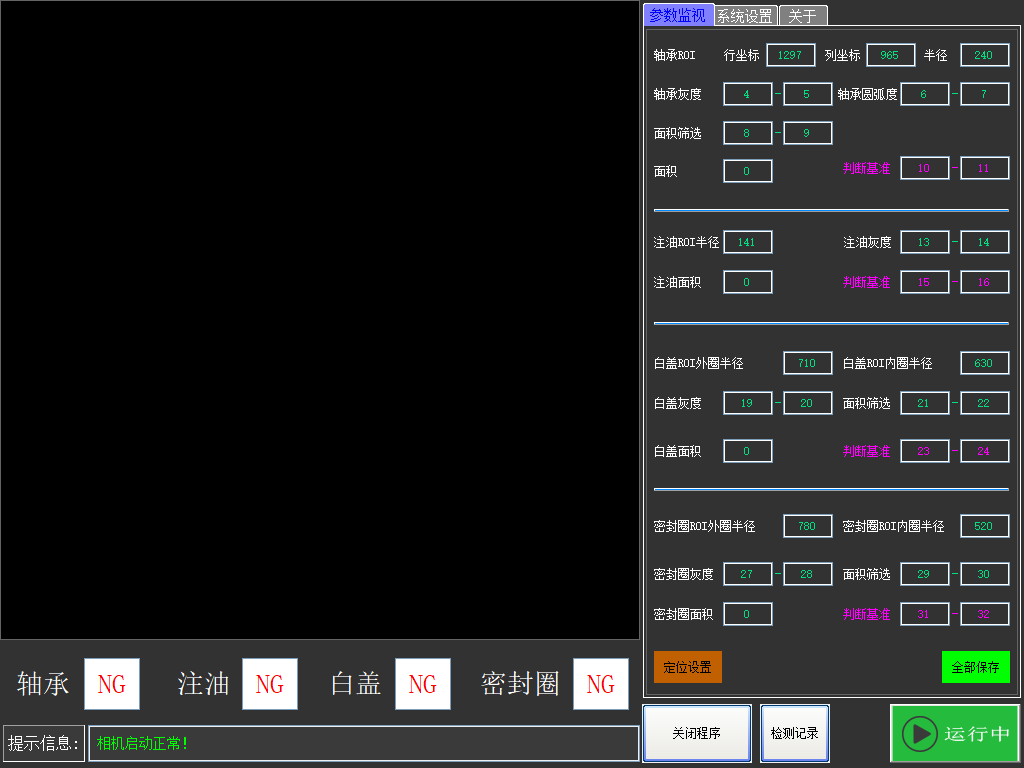 参数监视 系统设置 关于
轴承ROI 行坐标 1297 列坐标 965 半径 240
轴承灰度 4 - 5 轴承圆弧度 6 - 7
面积筛选 8 - 9
面积 0 判断基准 10 - 11
注油ROI半径 141 注油灰度 13 - 14
注油面积 0 判断基准 15 - 16
白盖ROI外圈半径 710 白盖ROI内圈半径 630
白盖灰度 19 - 20 面积筛选 21 - 22
白盖面积 0 判断基准 23 - 24
密封圈ROI外圈半径 780 密封圈ROI内圈半径 520
密封圈灰度 27 - 28 面积筛选 29 - 30
密封圈面积 0 判断基准 31 - 32
定位设置 全部保存
轴承 NG 注油 NG 白盖 NG 密封圈 NG
提示信息: 相机启动正常!
关闭程序 检测记录 运行中